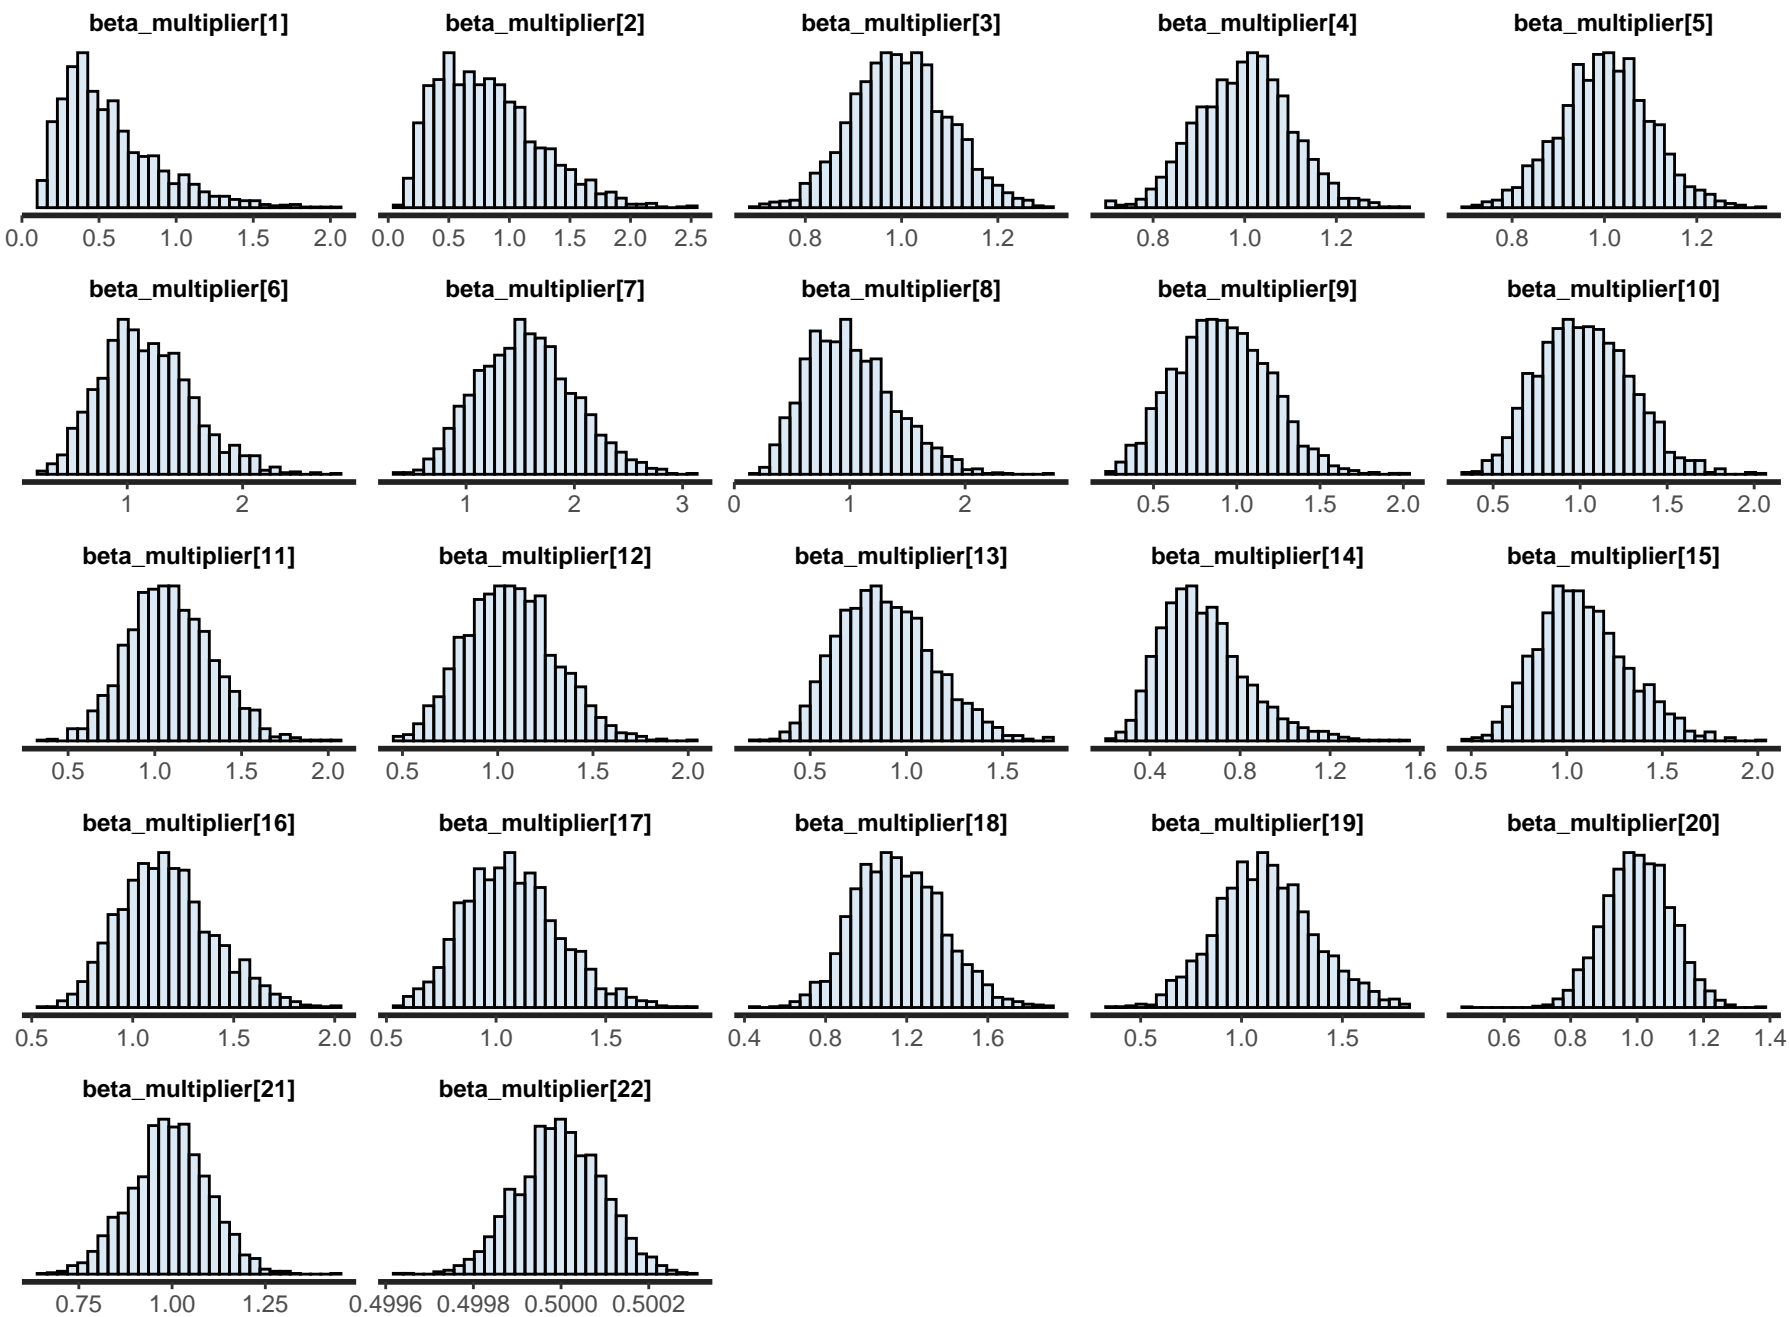 beta_multiplier[1] beta_multiplier[2] beta_multiplier[3] beta_multiplier[4] beta_multiplier[5]
0.0 0.5 1.0 1.5 2.0 0.0 0.5 1.0 1.5 2.0 2.5 0.8 1.0 1.2 0.8 1.0 1.2 0.8 1.0 1.2
beta_multiplier[6] beta_multiplier[7] beta_multiplier[8] beta_multiplier[9] beta_multiplier[10]
1 2 1 2 3 0 1 2 0.5 1.0 1.5 2.0 0.5 1.0 1.5 2.0
beta_multiplier[11] beta_multiplier[12] beta_multiplier[13] beta_multiplier[14] beta_multiplier[15]
0.5 1.0 1.5 2.0 0.5 1.0 1.5 2.0 0.5 1.0 1.5 0.4 0.8 1.2 1.6 0.5 1.0 1.5 2.0
beta_multiplier[16] beta_multiplier[17] beta_multiplier[18] beta_multiplier[19] beta_multiplier[20]
0.5 1.0 1.5 2.0 0.5 1.0 1.5 0.4 0.8 1.2 1.6 0.5 1.0 1.5 0.6 0.8 1.0 1.2 1.4
beta_multiplier[21] beta_multiplier[22]
0.75 1.00 1.25 0.4996 0.4998 0.5000 0.5002